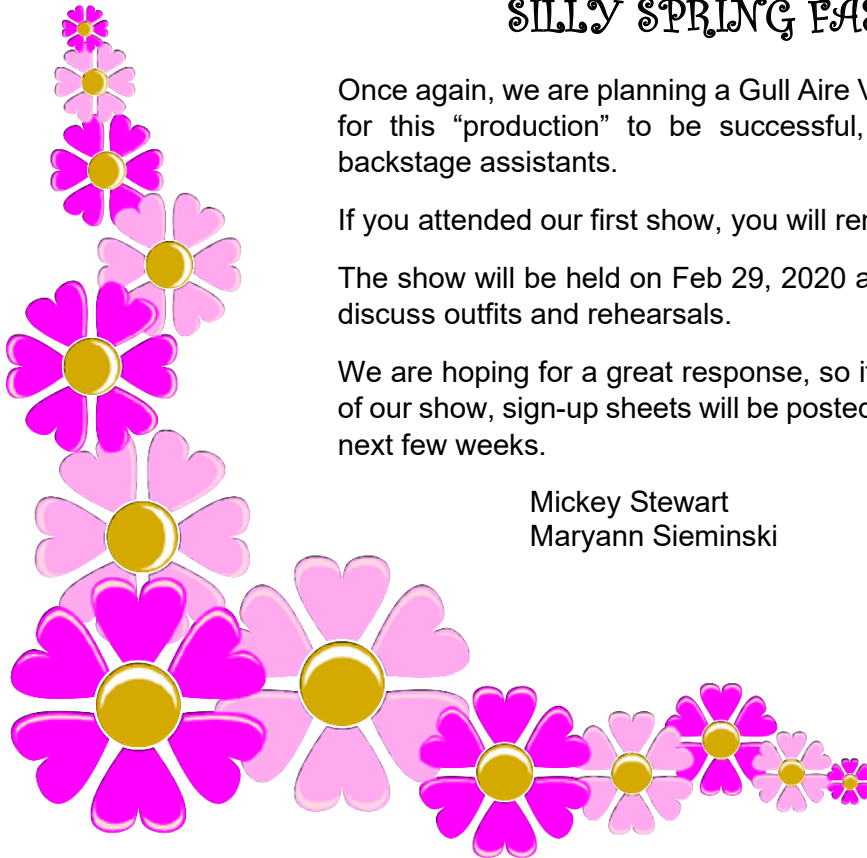 SILLY SPRING FAS
Once again, we are planning a Gull Aire V
for this “production” to be successful,
backstage assistants.
If you attended our first show, you will rer
The show will be held on Feb 29, 2020 a
discuss outfits and rehearsals.
We are hoping for a great response, so i
of our show, sign-up sheets will be posted
next few weeks.
Mickey Stewart
Maryann Sieminski